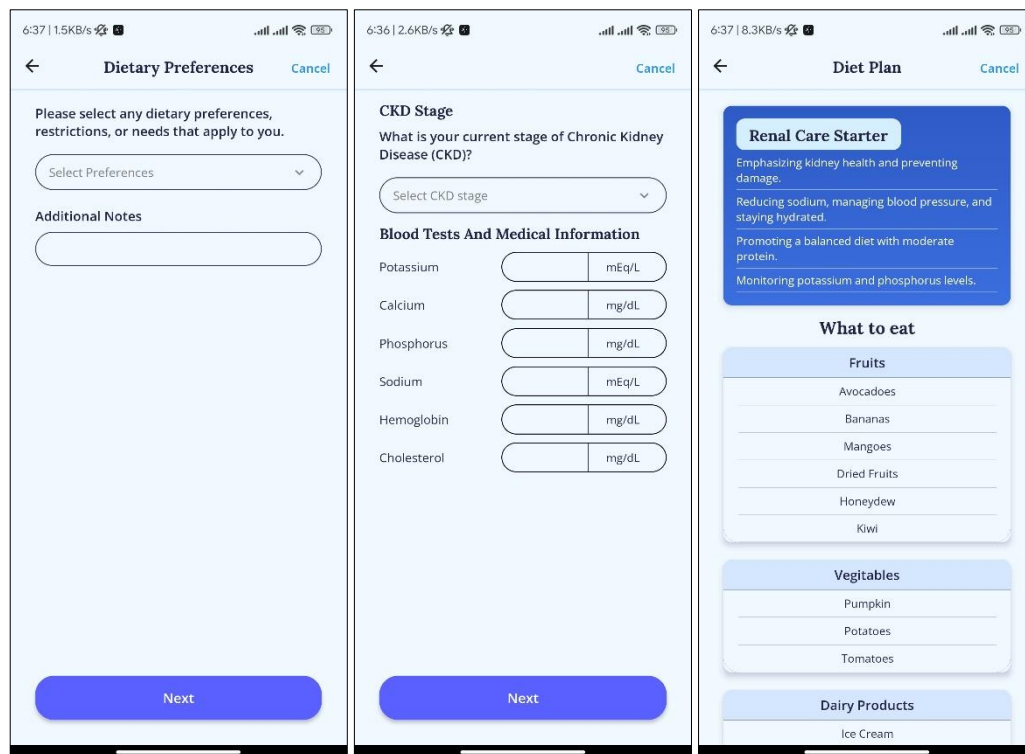 6:37 | 1.5KB/s
95
Dietary Preferences
Cancel
Please select any dietary preferences,
restrictions, or needs that apply to you.
Select Preferences
Additional Notes
Next
6:36 | 2.6KB/s
95
Cancel
CKD Stage
What is your current stage of Chronic Kidney
Disease (CKD)?
Select CKD stage
Blood Tests And Medical Information
Potassium mEq/L
Calcium mg/dL
Phosphorus mg/dL
Sodium mEq/L
Hemoglobin mg/dL
Cholesterol mg/dL
Next
6:37 | 8.3KB/s
95
Diet Plan
Cancel
Renal Care Starter
Emphasizing kidney health and preventing
damage.
Reducing sodium, managing blood pressure, and
staying hydrated.
Promoting a balanced diet with moderate
protein.
Monitoring potassium and phosphorus levels.
What to eat
Fruits
Avocadoes
Bananas
Mangoes
Dried Fruits
Honeydew
Kiwi
Vegitables
Pumpkin
Potatoes
Tomatoes
Dairy Products
Ice Cream